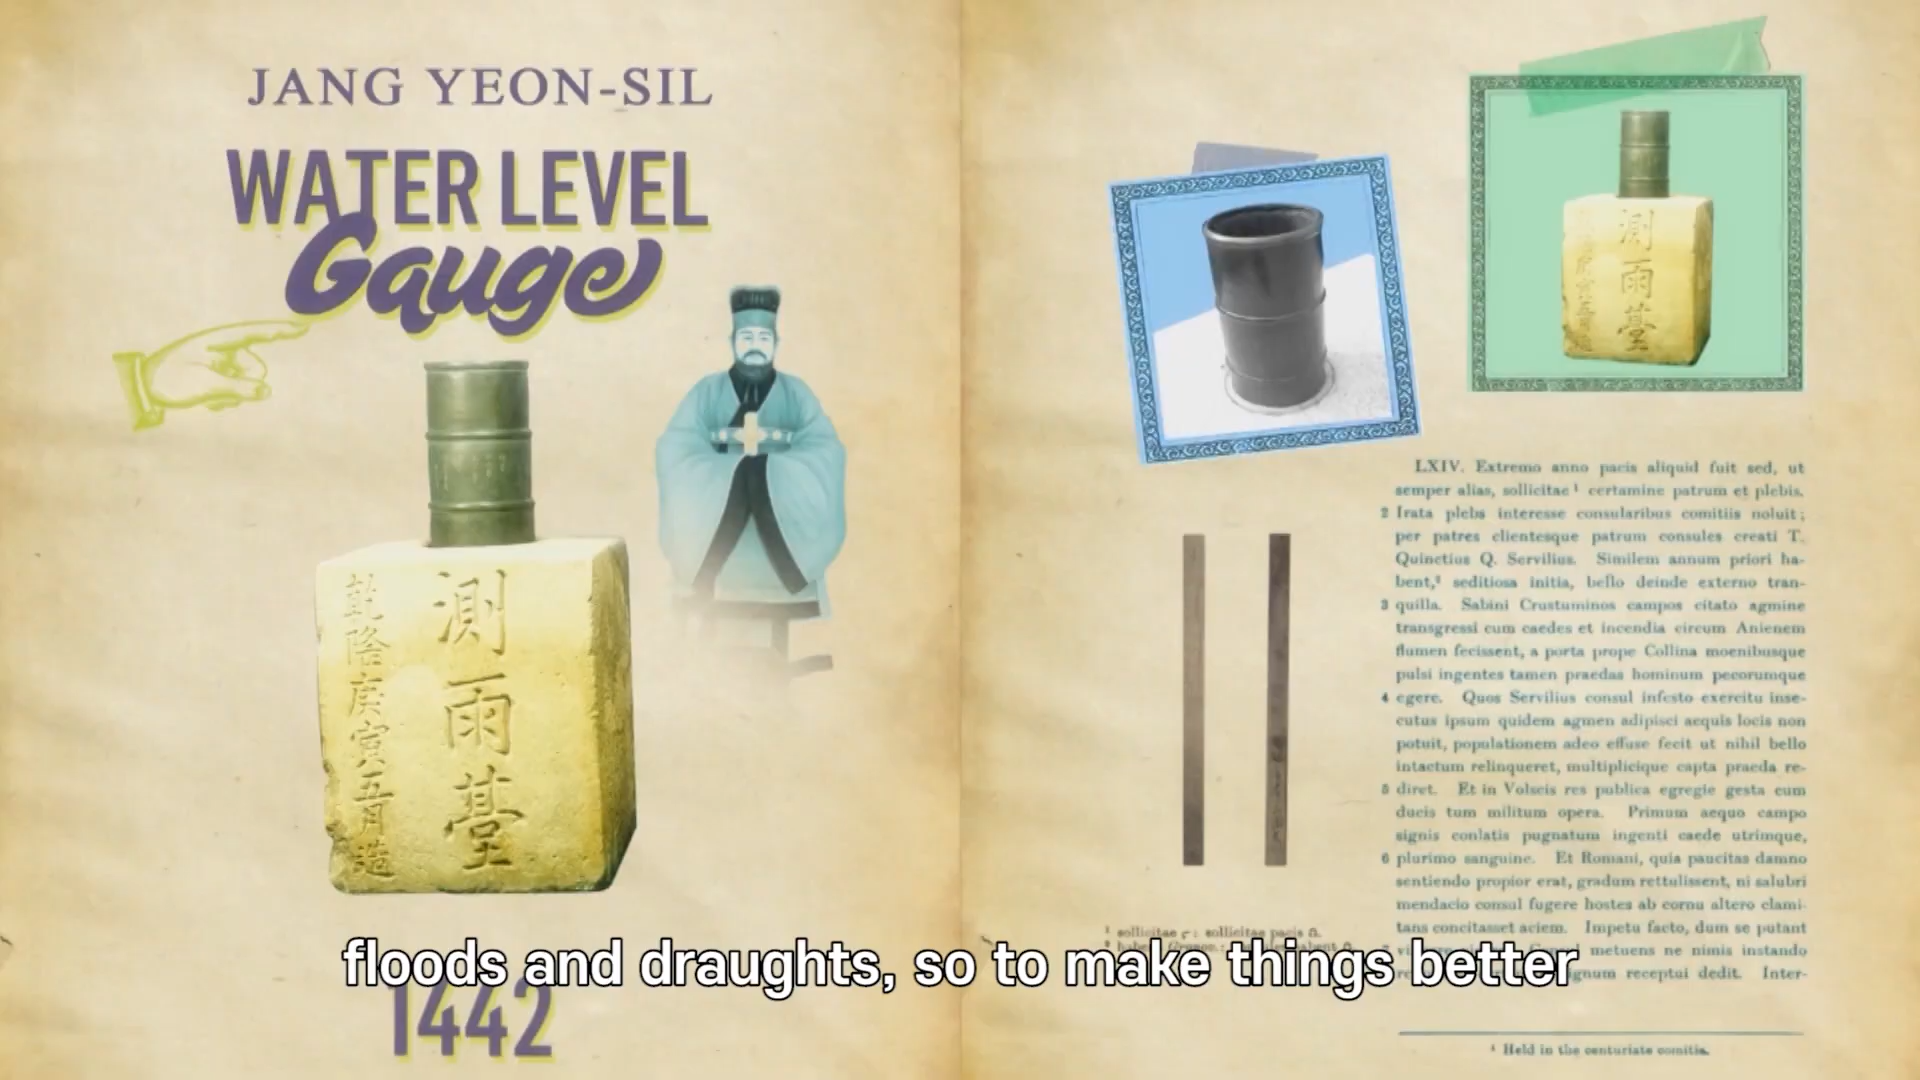 JANG YEON-SIL
WATER LEVEL
Gauge
測雨臺
乾隆庚寅五月造
1442
測雨臺
LXIV. Extremo anno pacis aliquid fuit sed, ut
semper alias, sollicitae¹ certamine patrum et plebis.
2 Irata plebs interesse consularibus comitiis noluit;
per patres clientesque patrum consules creati T.
Quinctius Q. Servilius. Similem annum priori ha-
bent,² seditiosa initia, bello deinde externo tran-
3 quilla. Sabini Crustuminos campos citato agmine
transgressi cum caedes et incendia circum Anienem
flumen fecissent, a porta prope Collina moenibusque
pulsi ingentes tamen praedas hominum pecorumque
4 egere. Quos Servilius consul infesto exercitu inse-
cutus ipsum quidem agmen adipisci aequis locis non
potuit, populationem adeo effuse fecit ut nihil bello
intactum relinqueret, multiplicique capta praeda re-
5 diret. Et in Volscis res publica egregie gesta cum
ducis tum militum opera. Primum aequo campo
signis conlatis pugnatum ingenti caede utrimque,
6 plurimo sanguine. Et Romani, quia paucitas damno
sentiendo propior erat, gradum rettulissent, ni salubri
mendacio consul fugere hostes ab cornu altero clami-
tans concitasset aciem. Impetu facto, dum se putant
metuens ne nimis instando
signum receptui dedit. Inter-
¹ sollicitae ς: sollicitas pacis Ω.
¹ Held in the centuriate comitia.
floods and draughts, so to make things better